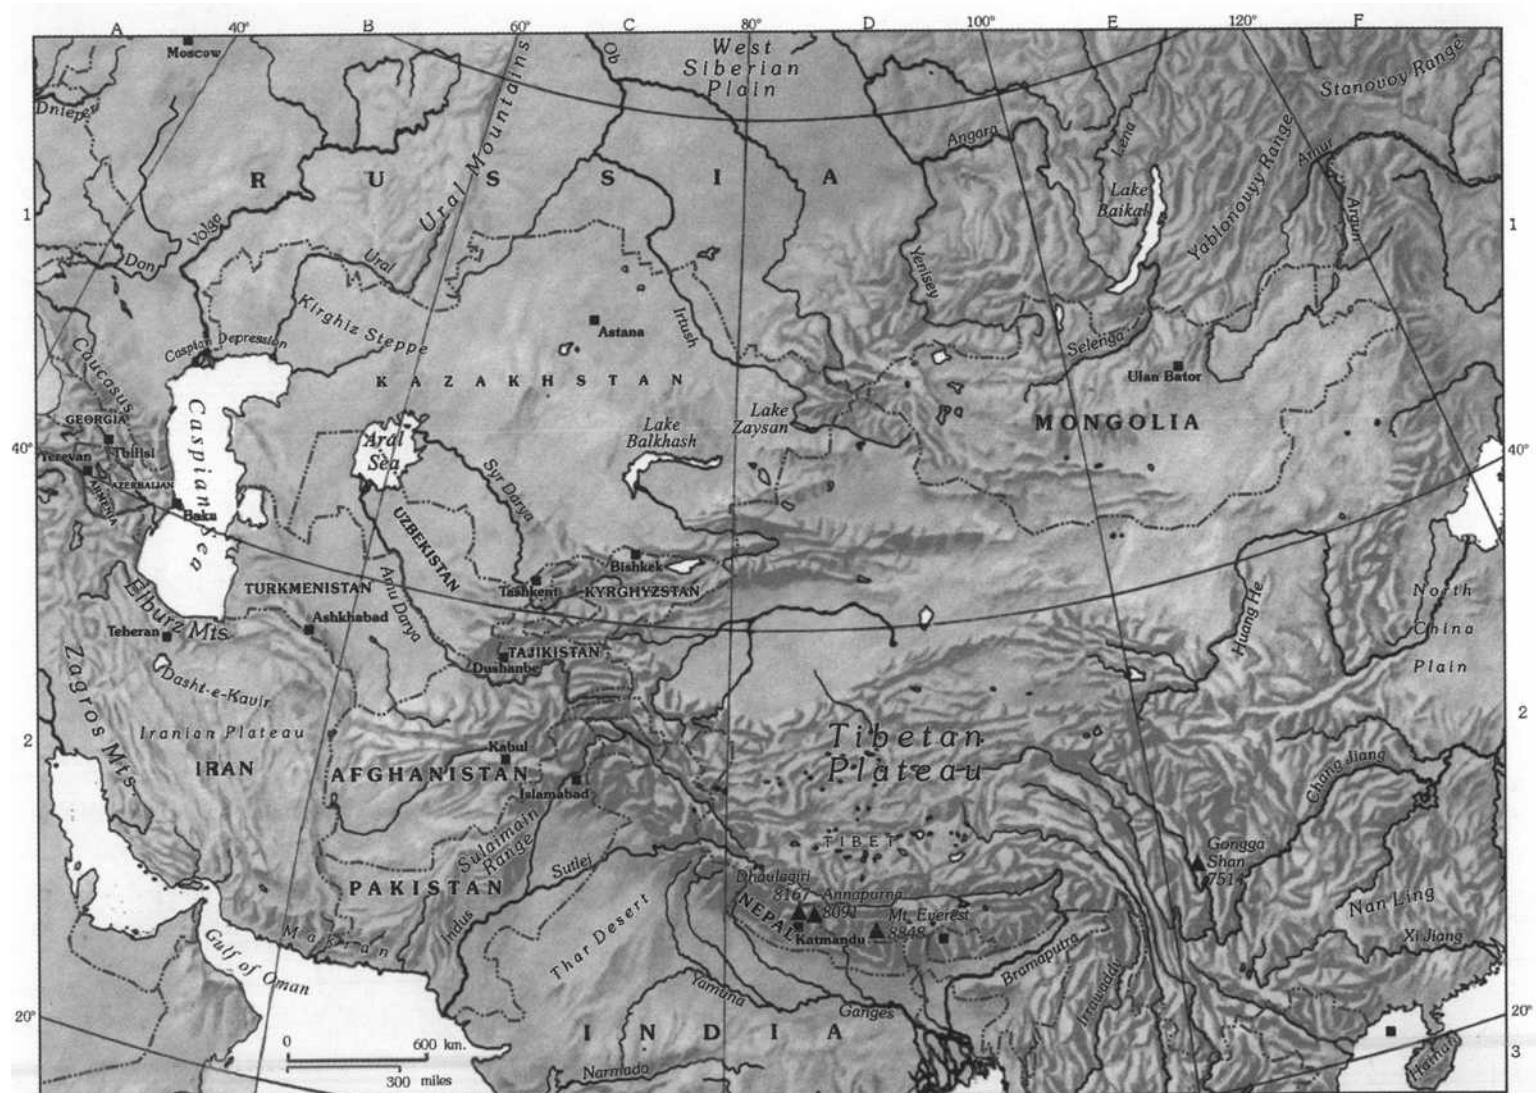 A
40°
B
60°
C
80°
D
100°
E
120°
F
Moscow
Ob
West
Siberian
Plain
Stanovoy Range
Dnieper
Ural Mountains
Angara
Lena
Amur
R U S S I A
Lake
Baikal
Yablonovyy Range
Argun
1
Volga
1
Don
Ural
Yenisey
Kirghiz Steppe
Irtush
Astana
Selenga
Caspian Depression
Caucasus
Ulan Bator
K A Z A K H S T A N
GEORGIA
Caspian Sea
Lake
Zaysan
MONGOLIA
Aral
Sea
Lake
Balkhash
40°
Tbilisi
Yerevan
40°
ARMENIA
AZERBAIJAN
Baku
Syr Darya
UZBEKISTAN
Bishkek
TURKMENISTAN
Amu Darya
Tashkent
KYRGHYZSTAN
North
China
Plain
Huang He
Elburz Mts.
Ashkhabad
Teheran
TAJIKISTAN
Dushanbe
Zagros Mts.
Dasht-e-Kavir
2
Iranian Plateau
2
Tibetan
Plateau
Kabul
IRAN
AFGHANISTAN
Islamabad
Chang Jiang
Sulaimain
Range
TIBET
Gongga
Shan
7514
Sutlej
PAKISTAN
Dhaulagiri
8167
Annapurna
8091
Mt. Everest
8848
NEPAL
Katmandu
Nan Ling
Indus
Thar Desert
Makran
Xi Jiang
Gulf of Oman
Bramaputra
Irrawaddy
Yamuna
Ganges
20°
20°
I N D I A
0
600 km.
300 miles
Narmada
3
Hainan